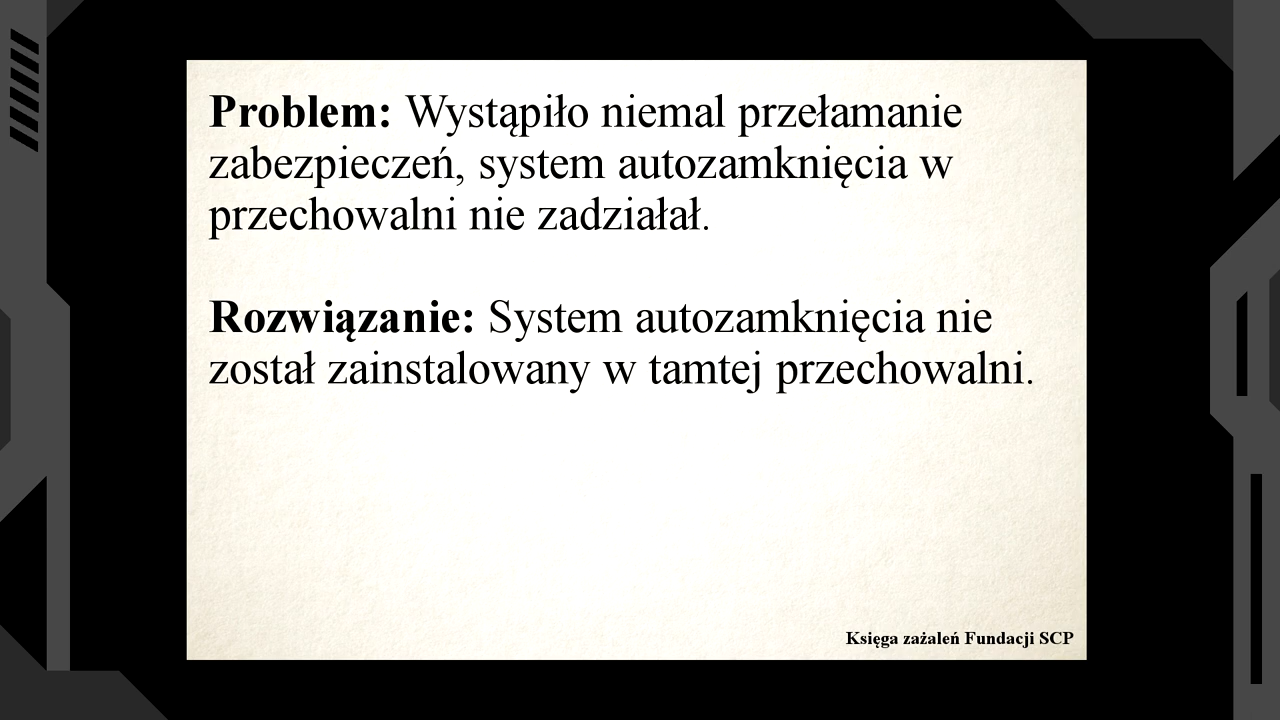 Problem: Wystąpiło niemal przełamanie
zabezpieczeń, system autozamknięcia w
przechowalni nie zadziałał.
Rozwiązanie: System autozamknięcia nie
został zainstalowany w tamtej przechowalni.
Księga zażaleń Fundacji SCP